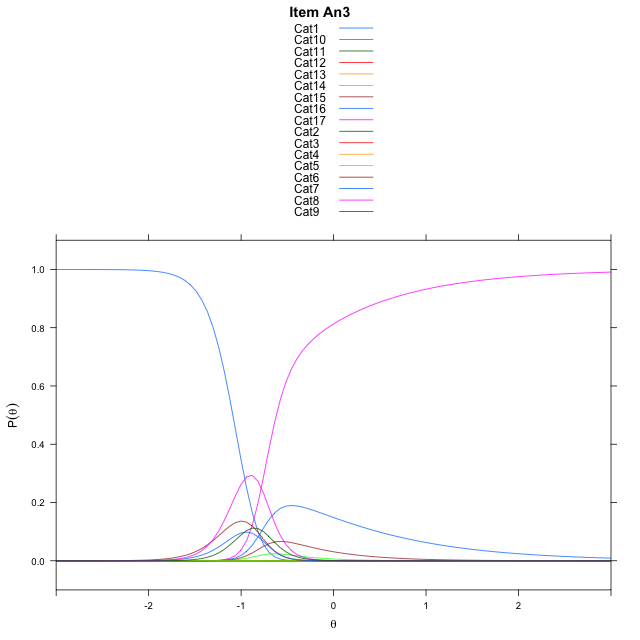 Item An3
Cat1
Cat10
Cat11
Cat12
Cat13
Cat14
Cat15
Cat16
Cat17
Cat2
Cat3
Cat4
Cat5
Cat6
Cat7
Cat8
Cat9
1.0
0.8
0.6
0.4
0.2
0.0
P(θ)
-2 -1 0 1 2
θ